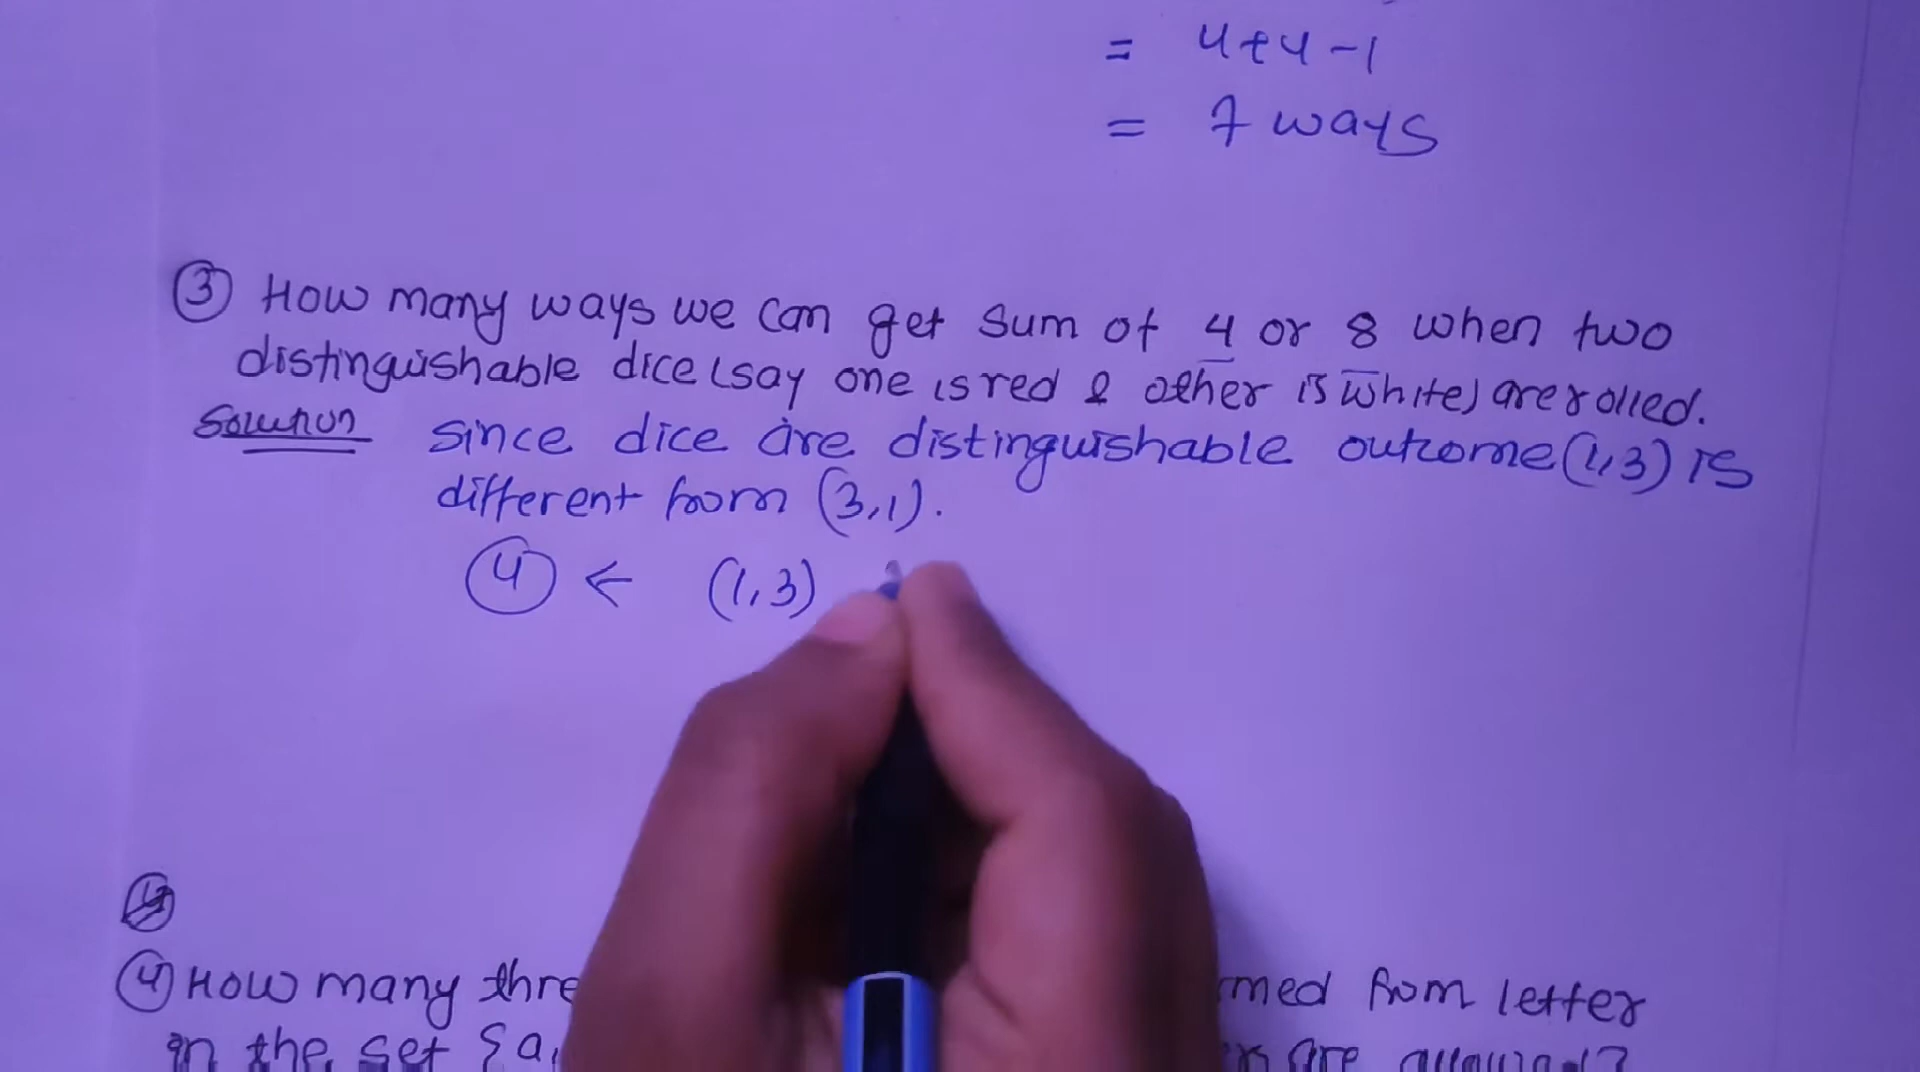 = 4+4-1
= 7 ways
③ How many ways we can get sum of 4 or 8 when two
distinguishable dice (say one is red & other is white) are rolled.
Solution Since dice are distinguishable outcome (1,3) is
different from (3,1).
④ ← (1,3)
④ How many thre med from letter
in the set {a, are allowed?